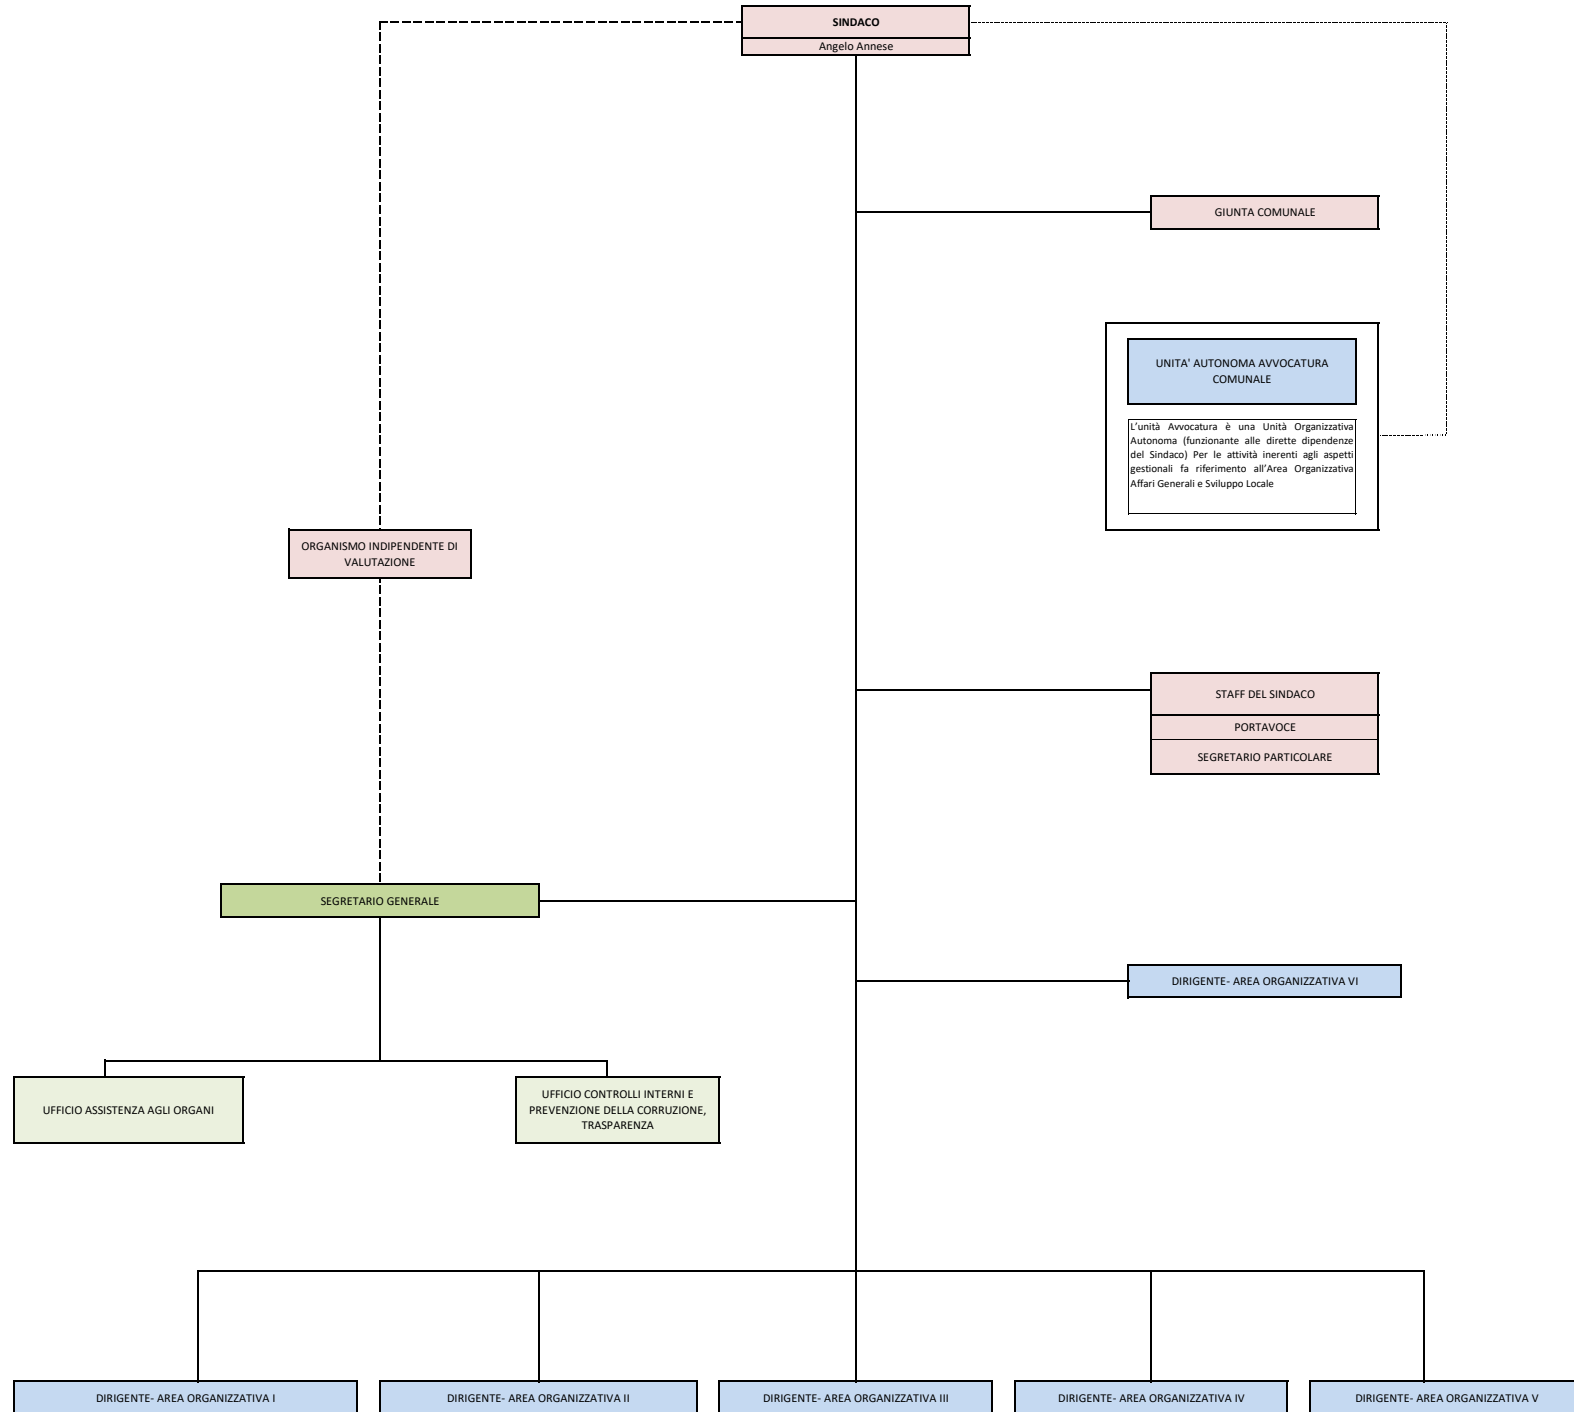 SINDACO
Angelo Annese
GIUNTA COMUNALE
UNITA' AUTONOMA AVVOCATURA
COMUNALE
L'unità Avvocatura è una Unità Organizzativa
Autonoma (funzionante alle dirette dipendenze
del Sindaco) Per le attività inerenti agli aspetti
gestionali fa riferimento all'Area Organizzativa
Affari Generali e Sviluppo Locale
ORGANISMO INDIPENDENTE DI
VALUTAZIONE
STAFF DEL SINDACO
PORTAVOCE
SEGRETARIO PARTICOLARE
SEGRETARIO GENERALE
DIRIGENTE- AREA ORGANIZZATIVA VI
UFFICIO ASSISTENZA AGLI ORGANI
UFFICIO CONTROLLI INTERNI E
PREVENZIONE DELLA CORRUZIONE,
TRASPARENZA
DIRIGENTE- AREA ORGANIZZATIVA I
DIRIGENTE- AREA ORGANIZZATIVA II
DIRIGENTE- AREA ORGANIZZATIVA III
DIRIGENTE- AREA ORGANIZZATIVA IV
DIRIGENTE- AREA ORGANIZZATIVA V